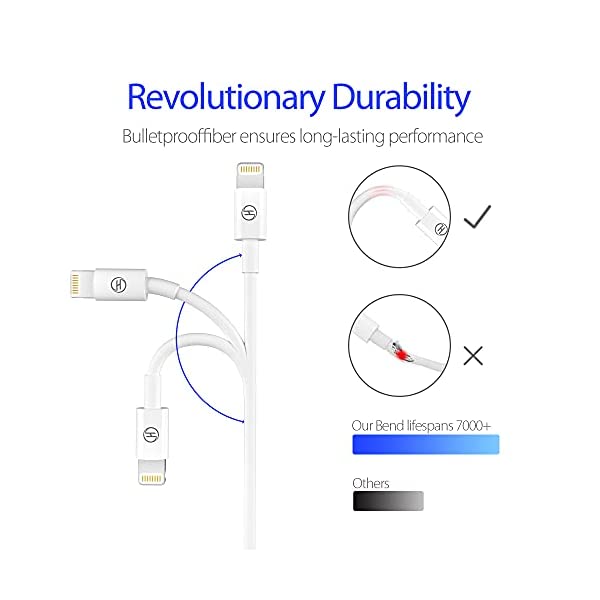 Revolutionary Durability
Bulletprooffiber ensures long-lasting performance
Our Bend lifespans 7000+
Others